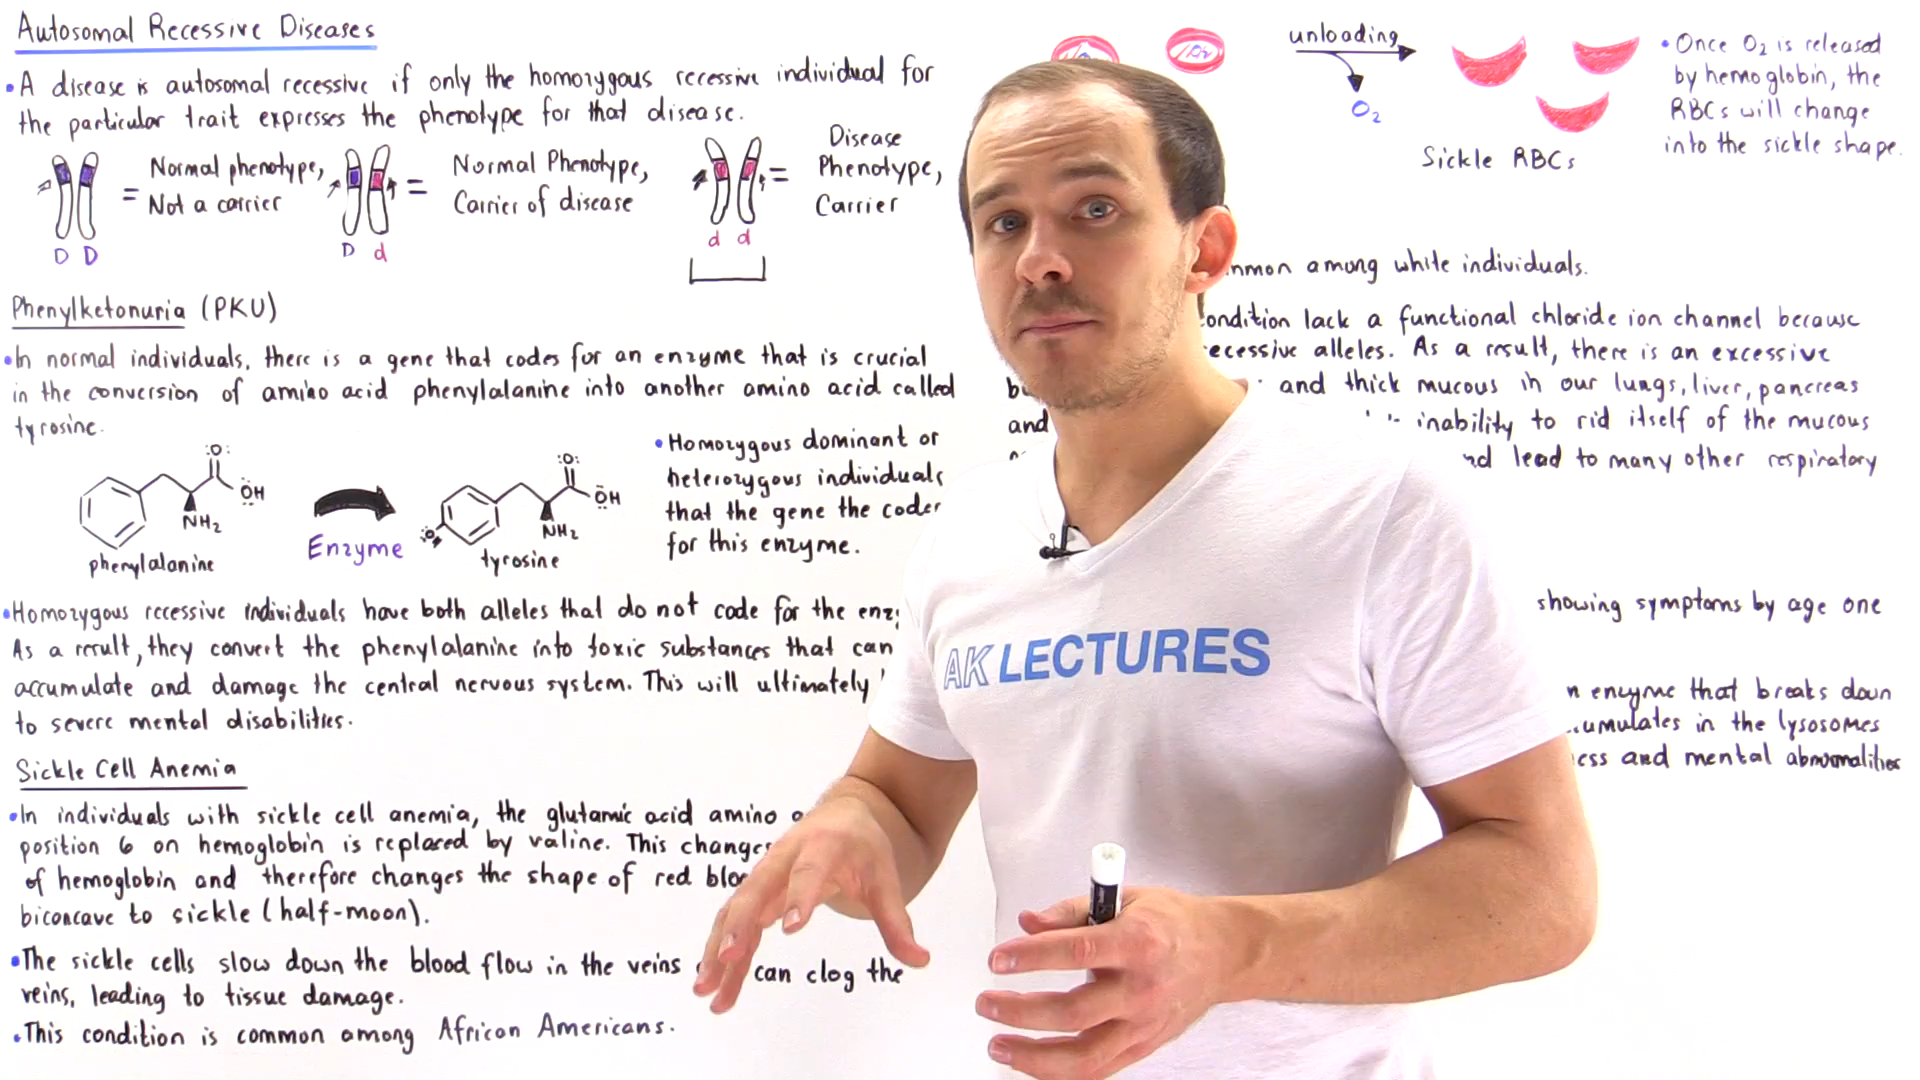 Autosomal Recessive Diseases
• A disease is autosomal recessive if only the homozygous recessive individual for
the particular trait expresses the phenotype for that disease.
= Normal phenotype,
Not a carrier
D D
= Normal Phenotype,
Carrier of disease
D d
= Disease
Phenotype,
Carrier
d d
Phenylketonuria (PKU)
• In normal individuals, there is a gene that codes for an enzyme that is crucial
in the conversion of amino acid phenylalanine into another amino acid called
tyrosine.
:O:
OH
NH2
phenylalanine
Enzyme
:O:
OH
NH2
tyrosine
• Homozygous dominant or
heterozygous individuals
that the gene the codes
for this enzyme.
• Homozygous recessive individuals have both alleles that do not code for the
As a result, they convert the phenylalanine into toxic substances that can
accumulate and damage the central nervous system. This will ultimately
to severe mental disabilities.
Sickle Cell Anemia
• In individuals with sickle cell anemia, the glutamic acid amino
position 6 on hemoglobin is replaced by valine. This changes
of hemoglobin and therefore changes the shape of red
biconcave to sickle (half-moon).
• The sickle cells slow down the blood flow in the veins can clog the
veins, leading to tissue damage.
• This condition is common among African Americans.
unloading
O2
Sickle RBCs
• Once O2 is released
by hemoglobin, the
RBCs will change
into the sickle shape.
among white individuals.
lack a functional chloride ion channel because
recessive alleles. As a result, there is an excessive
and thick mucous in our lungs, liver, pancreas
and inability to rid itself of the mucous
lead to many other respiratory
showing symptoms by age one
enzyme that breaks down
in the lysosomes
and mental abnormalities
AK LECTURES